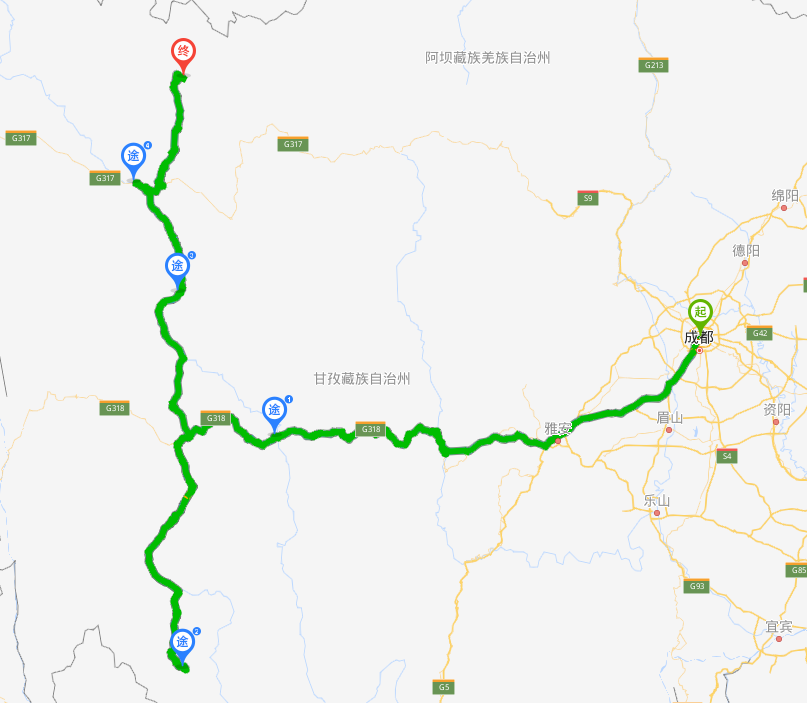 终
阿坝藏族羌族自治州
G213
G317
G317
途 4
G317
S9
绵阳
途 3
德阳
起
成都
G42
甘孜藏族自治州
G318
途 1
G318
G318
雅安
眉山
资阳
S4
乐山
G85
G93
途 2
宜宾
G5